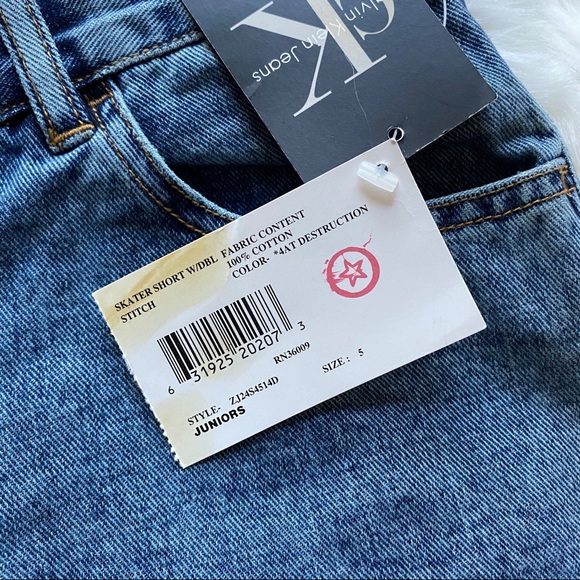 cK
Calvin Klein Jeans
SKATER SHORT W/DBL FABRIC CONTENT
STITCH 100% COTTON
COLOR- *4AT DESTRUCTION
6 31925 20207 3
RN36009
STYLE- ZJ24S4514D SIZE : 5
JUNIORS